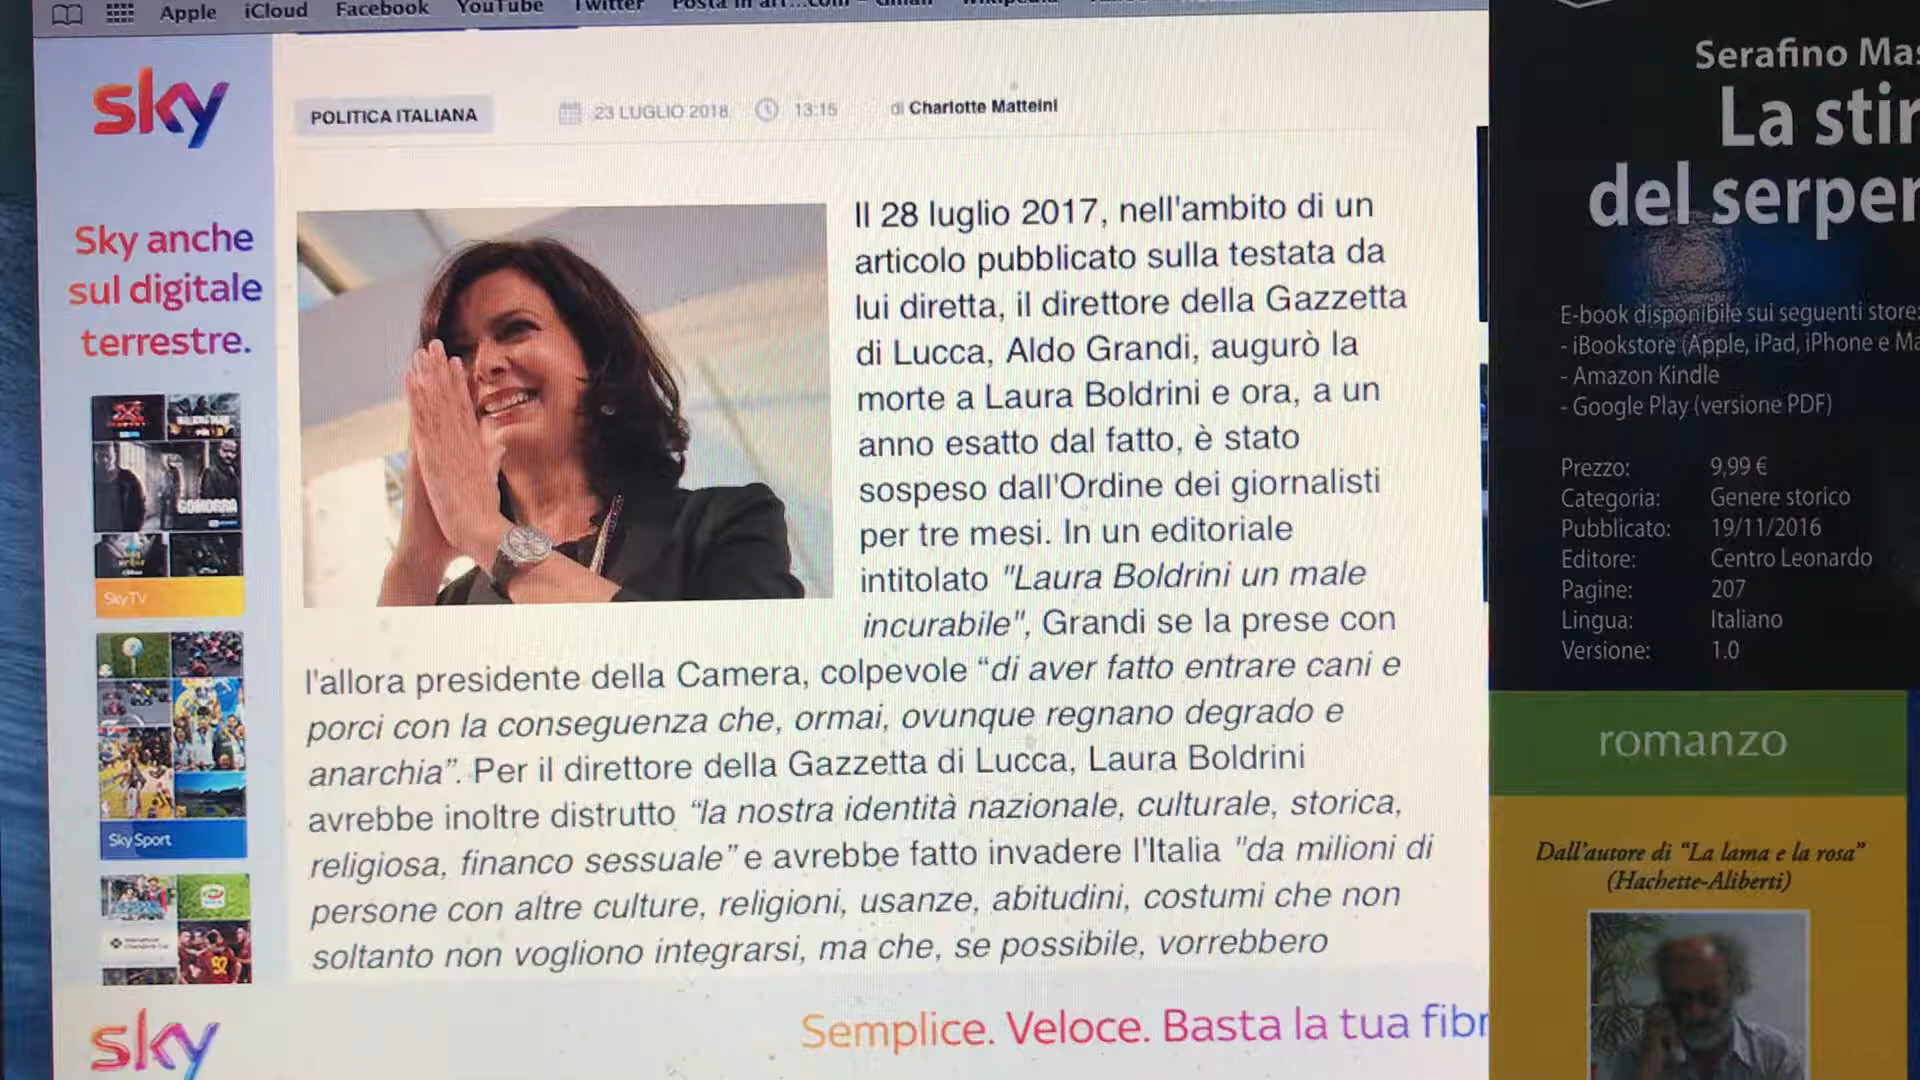 Apple iCloud Facebook YouTube Twitter
sky
Sky anche
sul digitale
terrestre.
GOMORRA
Sky TV
Sky Sport
sky
POLITICA ITALIANA 23 LUGLIO 2018 13:15 di Charlotte Matteini
Il 28 luglio 2017, nell'ambito di un
articolo pubblicato sulla testata da
lui diretta, il direttore della Gazzetta
di Lucca, Aldo Grandi, augurò la
morte a Laura Boldrini e ora, a un
anno esatto dal fatto, è stato
sospeso dall'Ordine dei giornalisti
per tre mesi. In un editoriale
intitolato "Laura Boldrini un male
incurabile", Grandi se la prese con
l'allora presidente della Camera, colpevole “di aver fatto entrare cani e
porci con la conseguenza che, ormai, ovunque regnano degrado e
anarchia”. Per il direttore della Gazzetta di Lucca, Laura Boldrini
avrebbe inoltre distrutto “la nostra identità nazionale, culturale, storica,
religiosa, financo sessuale” e avrebbe fatto invadere l'Italia "da milioni di
persone con altre culture, religioni, usanze, abitudini, costumi che non
soltanto non vogliono integrarsi, ma che, se possibile, vorrebbero
Semplice. Veloce. Basta la tua fibr
Serafino Mas
La stir
del serper
E-book disponibile sui seguenti store:
- iBookstore (Apple, iPad, iPhone e Ma
- Amazon Kindle
- Google Play (versione PDF)
Prezzo: 9,99 €
Categoria: Genere storico
Pubblicato: 19/11/2016
Editore: Centro Leonardo
Pagine: 207
Lingua: Italiano
Versione: 1.0
romanzo
Dall'autore di “La lama e la rosa”
(Hachette-Aliberti)